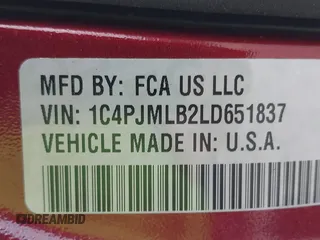 MFD BY: FCA US LLC
VIN: 1C4PJMLB2LD651837
VEHICLE MADE IN: U.S.A.
DREAMBID